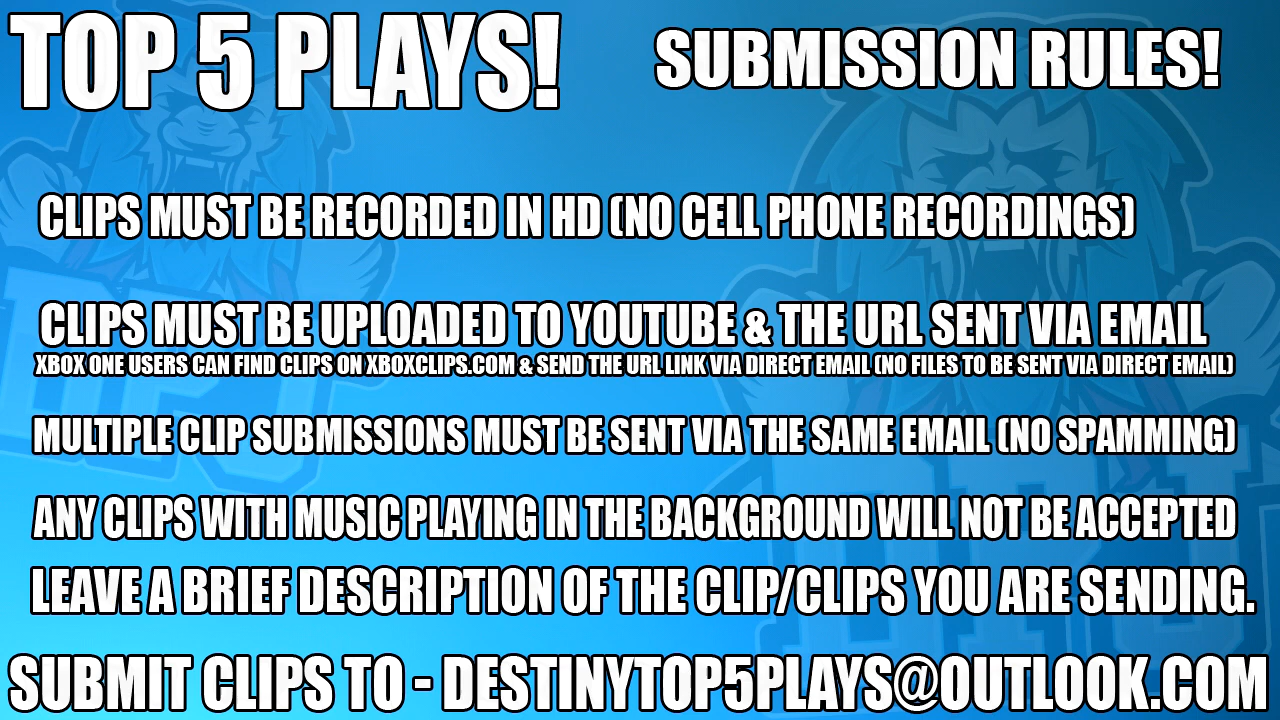 TOP 5 PLAYS!
SUBMISSION RULES!
CLIPS MUST BE RECORDED IN HD (NO CELL PHONE RECORDINGS)
CLIPS MUST BE UPLOADED TO YOUTUBE & THE URL SENT VIA EMAIL
XBOX ONE USERS CAN FIND CLIPS ON XBOXCLIPS.COM & SEND THE URL LINK VIA DIRECT EMAIL (NO FILES TO BE SENT VIA DIRECT EMAIL)
MULTIPLE CLIP SUBMISSIONS MUST BE SENT VIA THE SAME EMAIL (NO SPAMMING)
ANY CLIPS WITH MUSIC PLAYING IN THE BACKGROUND WILL NOT BE ACCEPTED
LEAVE A BRIEF DESCRIPTION OF THE CLIP/CLIPS YOU ARE SENDING.
SUBMIT CLIPS TO - DESTINYTOP5PLAYS@OUTLOOK.COM